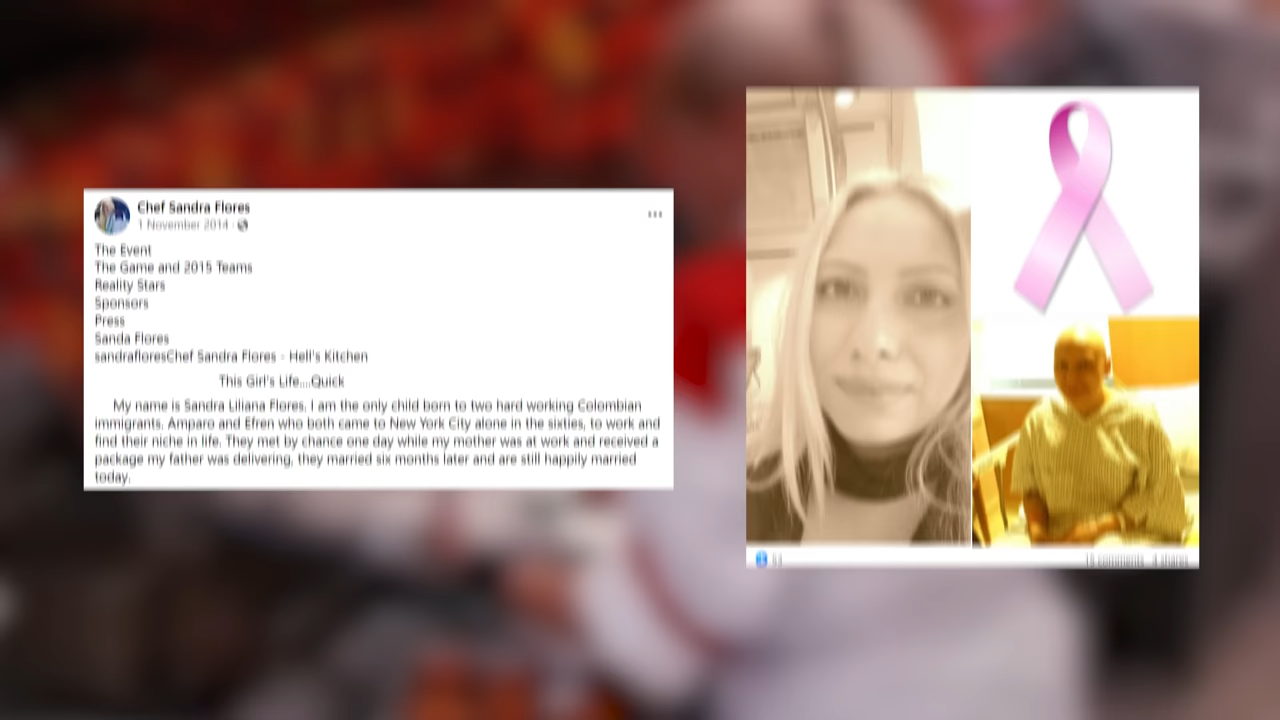 Chef Sandra Flores
1 November 2014
The Event
The Game and 2015 Teams
Reality Stars
Sponsors
Press
Sanda Flores
sandrafloresChef Sandra Flores - Hell's Kitchen
This Girl's Life....Quick
My name is Sandra Liliana Flores, I am the only child born to two hard working Colombian
immigrants, Amparo and Efren who both came to New York City alone in the sixties, to work and
find their niche in life. They met by chance one day while my mother was at work and received a
package my father was delivering, they married six months later and are still happily married
today.
comments shares